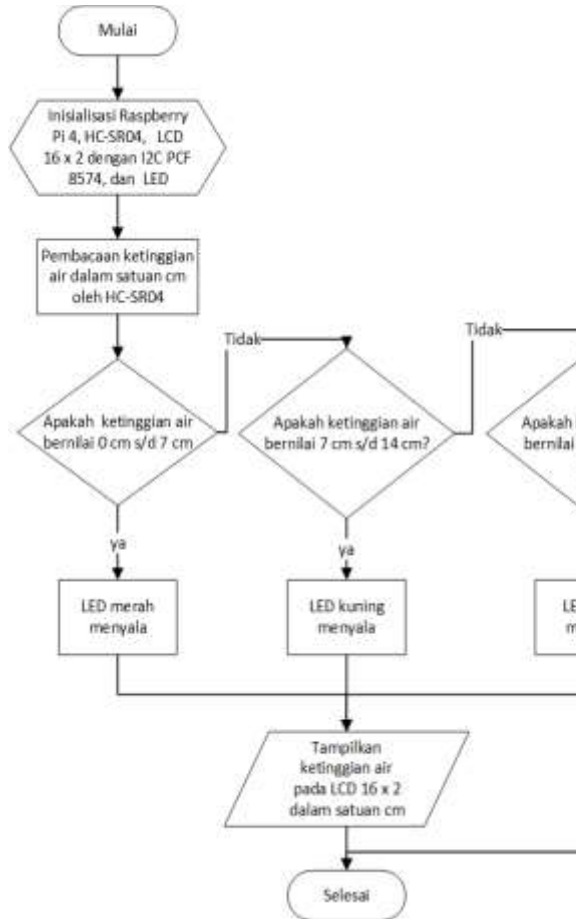 Mulai
Inisialisasi Raspberry
Pi 4, HC-SR04, LCD
16 x 2 dengan I2C PCF
8574, dan LED
Pembacaan ketinggian
air dalam satuan cm
oleh HC-SR04
Tidak
Tidak
Apakah ketinggian air
bernilai 0 cm s/d 7 cm
Apakah ketinggian air
bernilai 7 cm s/d 14 cm?
Apakah
bernilai
ya
ya
LED merah
menyala
LED kuning
menyala
Tampilkan
ketinggian air
pada LCD 16 x 2
dalam satuan cm
Selesai